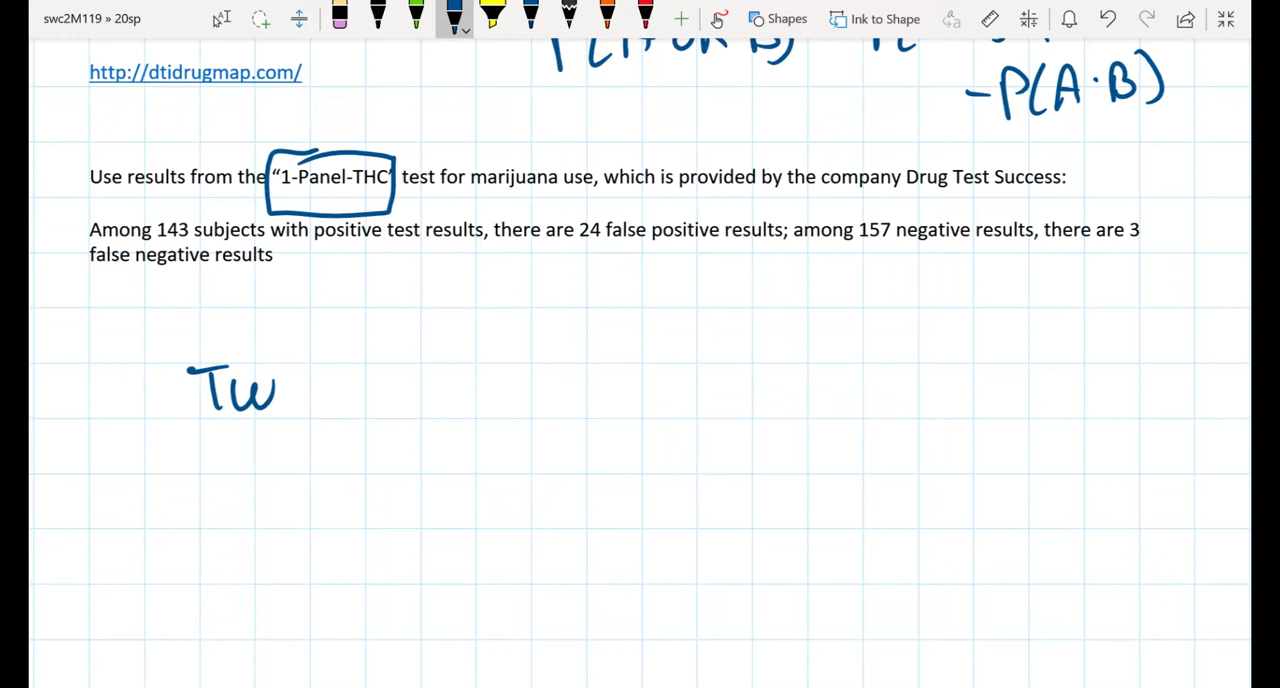 swc2M119 » 20sp
Shapes
Ink to Shape
http://dtidrugmap.com/
-P(A·B)
Use results from the “1-Panel-THC” test for marijuana use, which is provided by the company Drug Test Success:
Among 143 subjects with positive test results, there are 24 false positive results; among 157 negative results, there are 3
false negative results
Tw